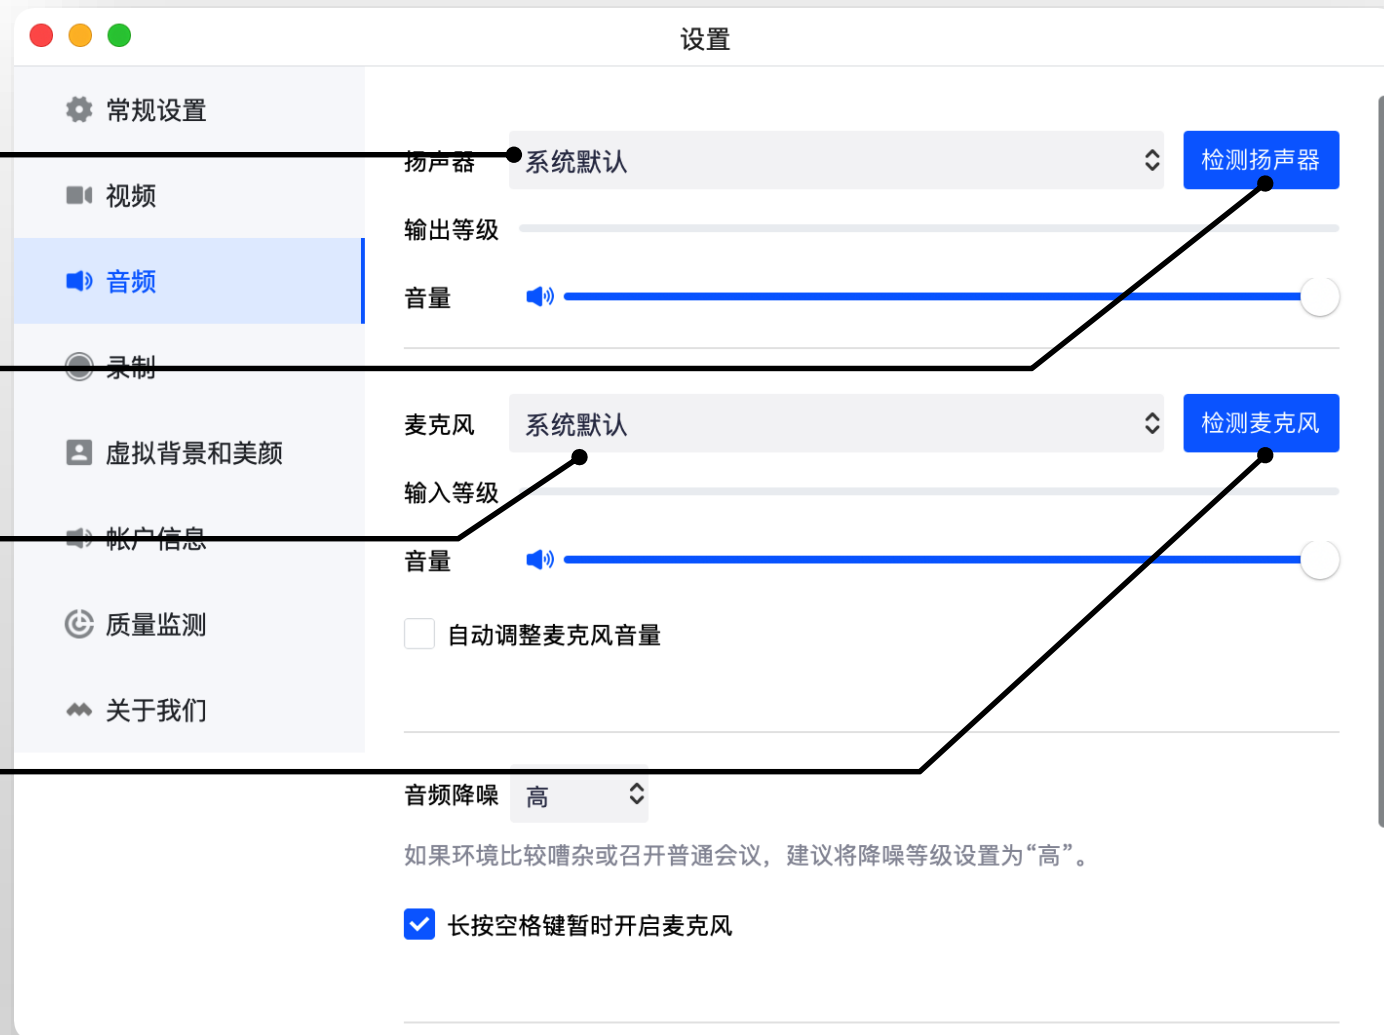 设置
常规设置
视频
音频
录制
虚拟背景和美颜
帐户信息
质量监测
关于我们
扬声器 系统默认 检测扬声器
输出等级
音量
麦克风 系统默认 检测麦克风
输入等级
音量
自动调整麦克风音量
音频降噪 高
如果环境比较嘈杂或召开普通会议，建议将降噪等级设置为“高”。
长按空格键暂时开启麦克风